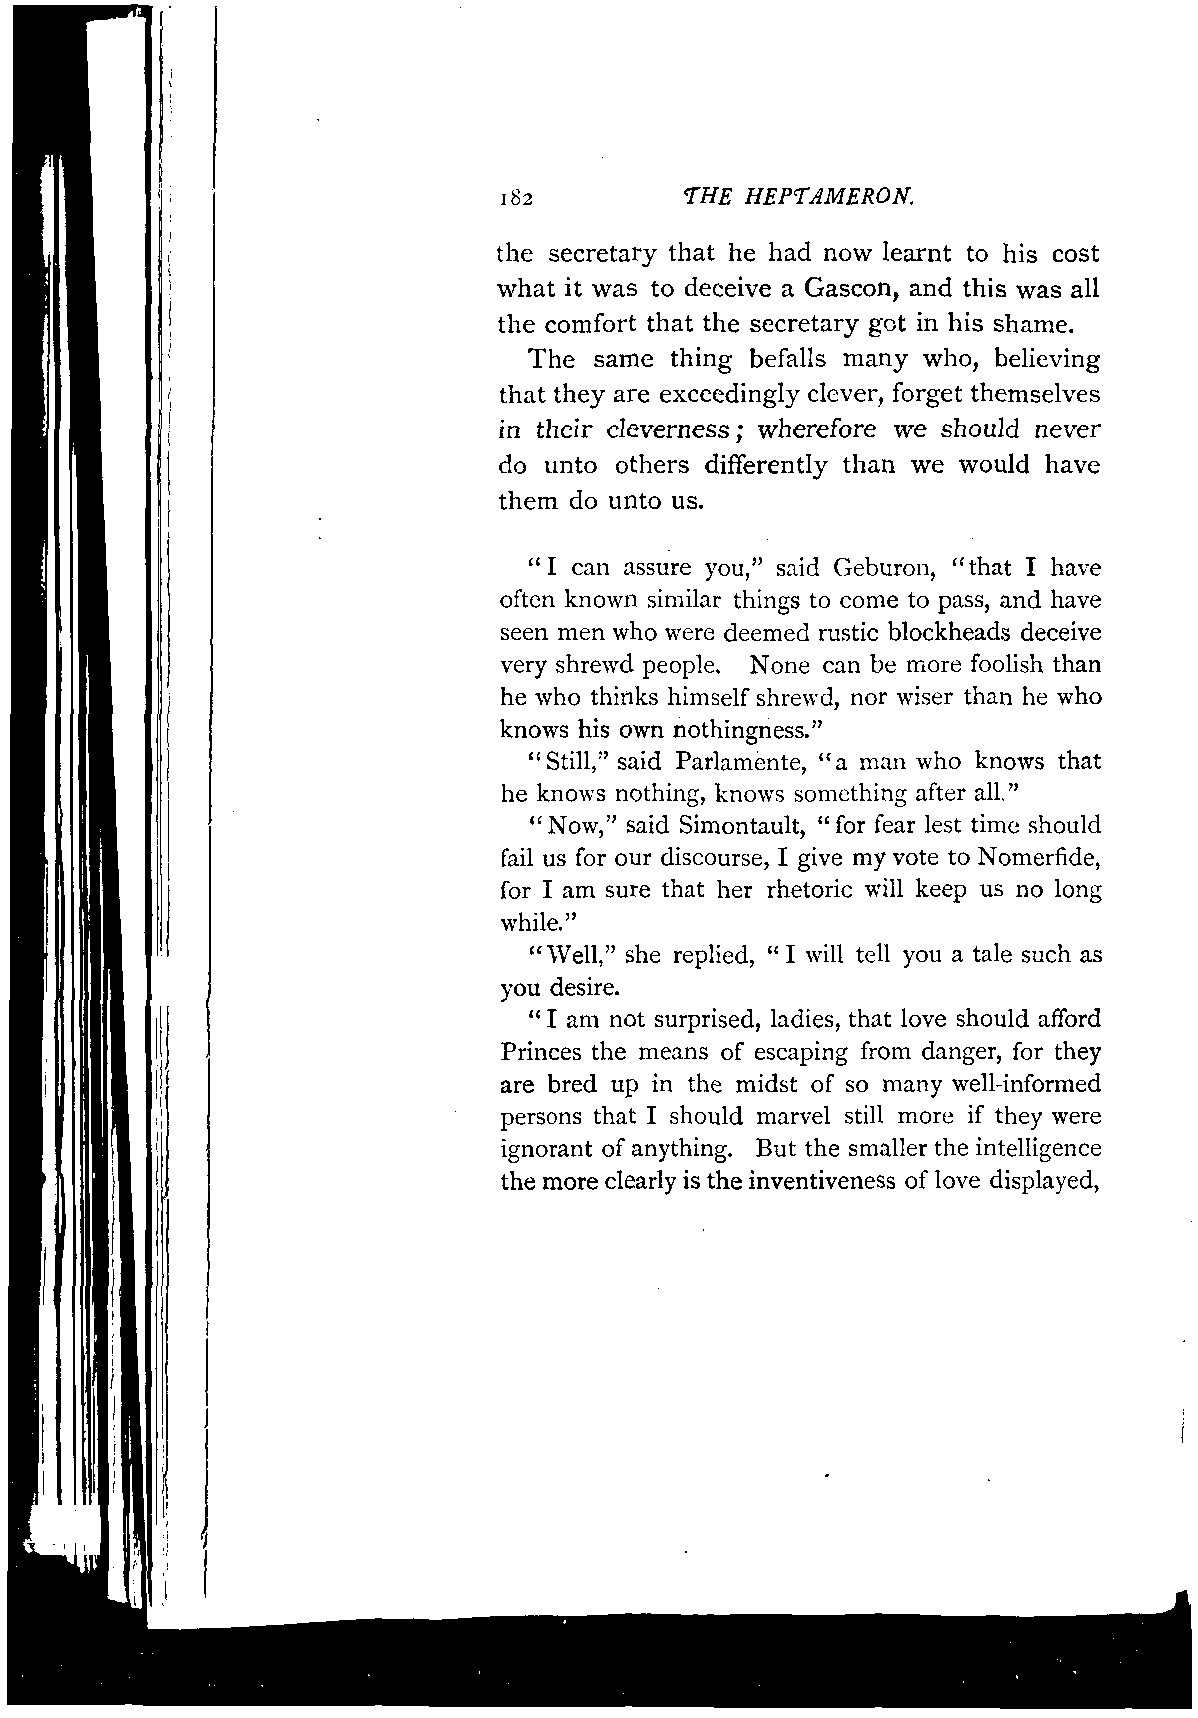 182 THE HEPTAMERON.
the secretary that he had now learnt to his cost
what it was to deceive a Gascon, and this was all
the comfort that the secretary got in his shame.
The same thing befalls many who, believing
that they are exceedingly clever, forget themselves
in their cleverness; wherefore we should never
do unto others differently than we would have
them do unto us.
“I can assure you,” said Geburon, “that I have
often known similar things to come to pass, and have
seen men who were deemed rustic blockheads deceive
very shrewd people. None can be more foolish than
he who thinks himself shrewd, nor wiser than he who
knows his own nothingness.”
“Still,” said Parlamente, “a man who knows that
he knows nothing, knows something after all.”
“Now,” said Simontault, “for fear lest time should
fail us for our discourse, I give my vote to Nomerfide,
for I am sure that her rhetoric will keep us no long
while.”
“Well,” she replied, “I will tell you a tale such as
you desire.
“I am not surprised, ladies, that love should afford
Princes the means of escaping from danger, for they
are bred up in the midst of so many well-informed
persons that I should marvel still more if they were
ignorant of anything. But the smaller the intelligence
the more clearly is the inventiveness of love displayed,